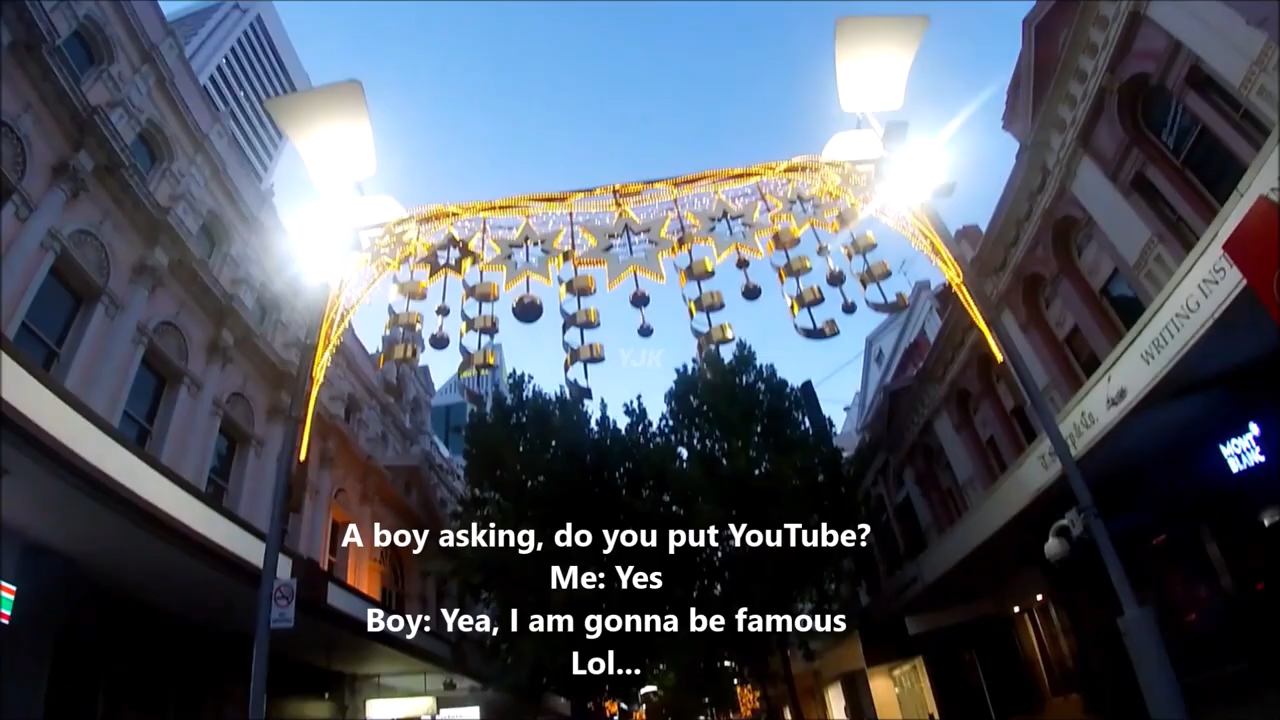 YJK
WRITING INST
MONT
BLANC
A boy asking, do you put YouTube?
Me: Yes
Boy: Yea, I am gonna be famous
Lol...